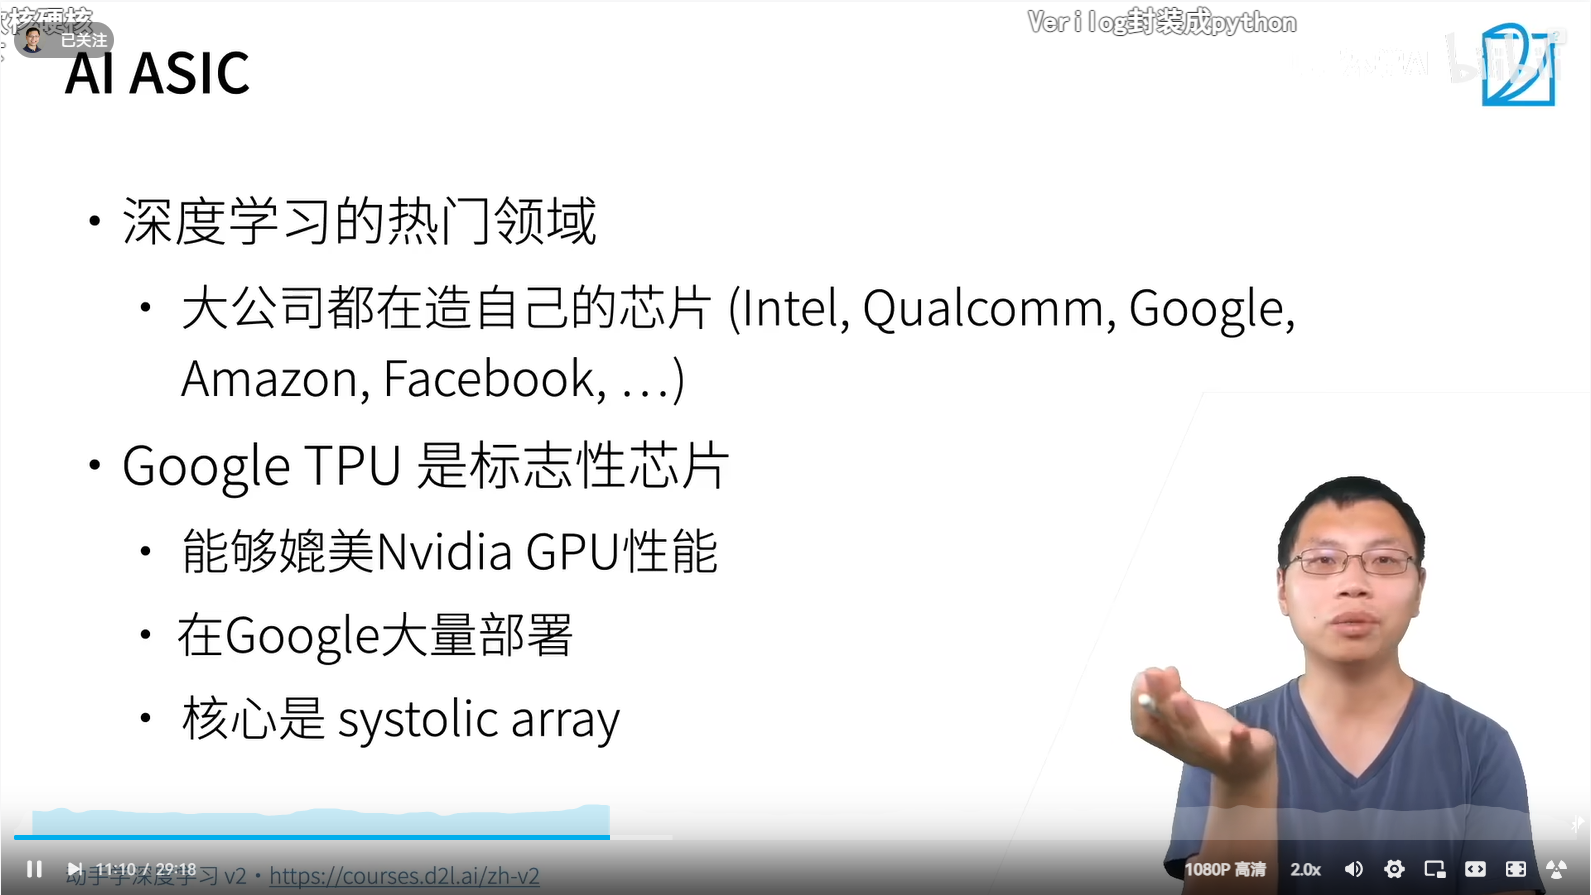 Verilog封装成python
已关注
AI ASIC
bilibili
• 深度学习的热门领域
• 大公司都在造自己的芯片 (Intel, Qualcomm, Google,
Amazon, Facebook, …)
• Google TPU 是标志性芯片
• 能够媲美Nvidia GPU性能
• 在Google大量部署
• 核心是 systolic array
11:10 / 29:18
动手学深度学习 v2 • https://courses.d2l.ai/zh-v2
1080P 高清
2.0x